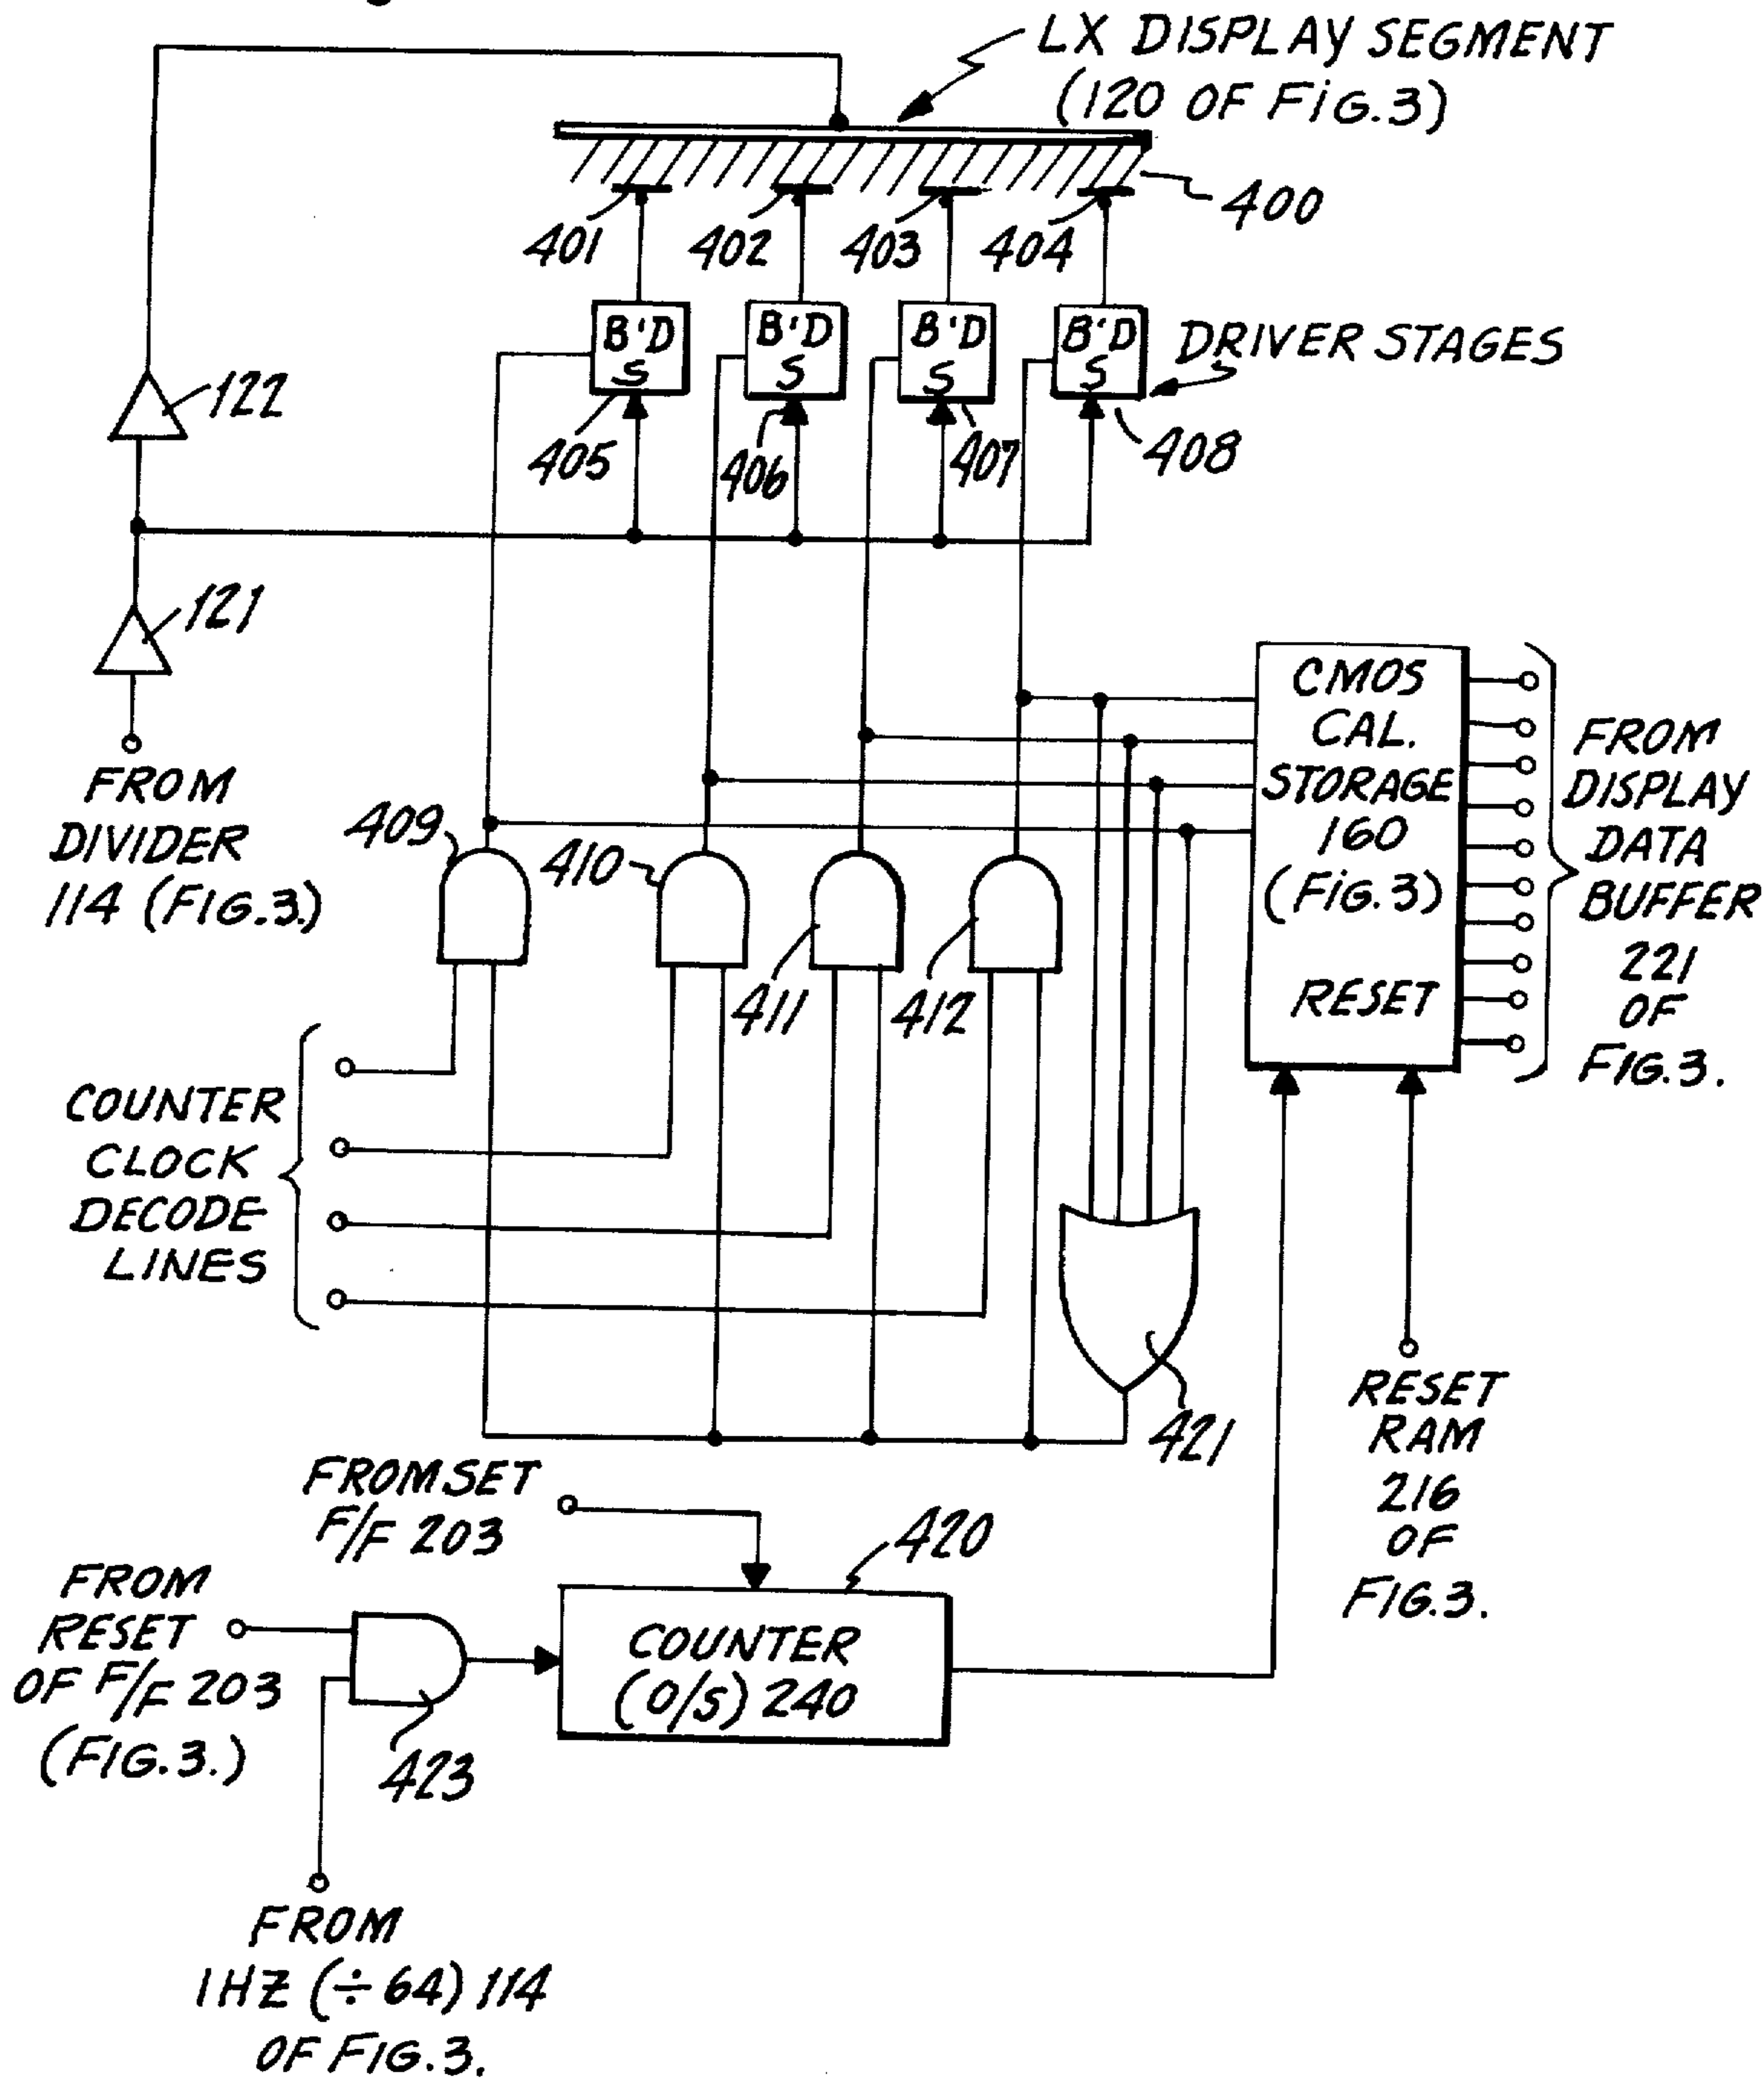 LX DISPLAY SEGMENT
(120 OF FIG.3)
400
401
402
403
404
B'D
S
B'D
S
B'D
S
B'D
S
DRIVER STAGES
122
405
406
407
408
121
FROM
DIVIDER
114 (FIG.3.)
CMOS
CAL.
STORAGE
160
(FIG.3)
RESET
FROM
DISPLAY
DATA
BUFFER
221
OF
FIG.3.
409
410
411
412
COUNTER
CLOCK
DECODE
LINES
421
RESET
RAM
216
OF
FIG.3.
FROM SET
F/F 203
420
FROM
RESET
OF F/F 203
(FIG.3.)
COUNTER
(O/S) 240
423
FROM
1HZ (÷64) 114
OF FIG.3.